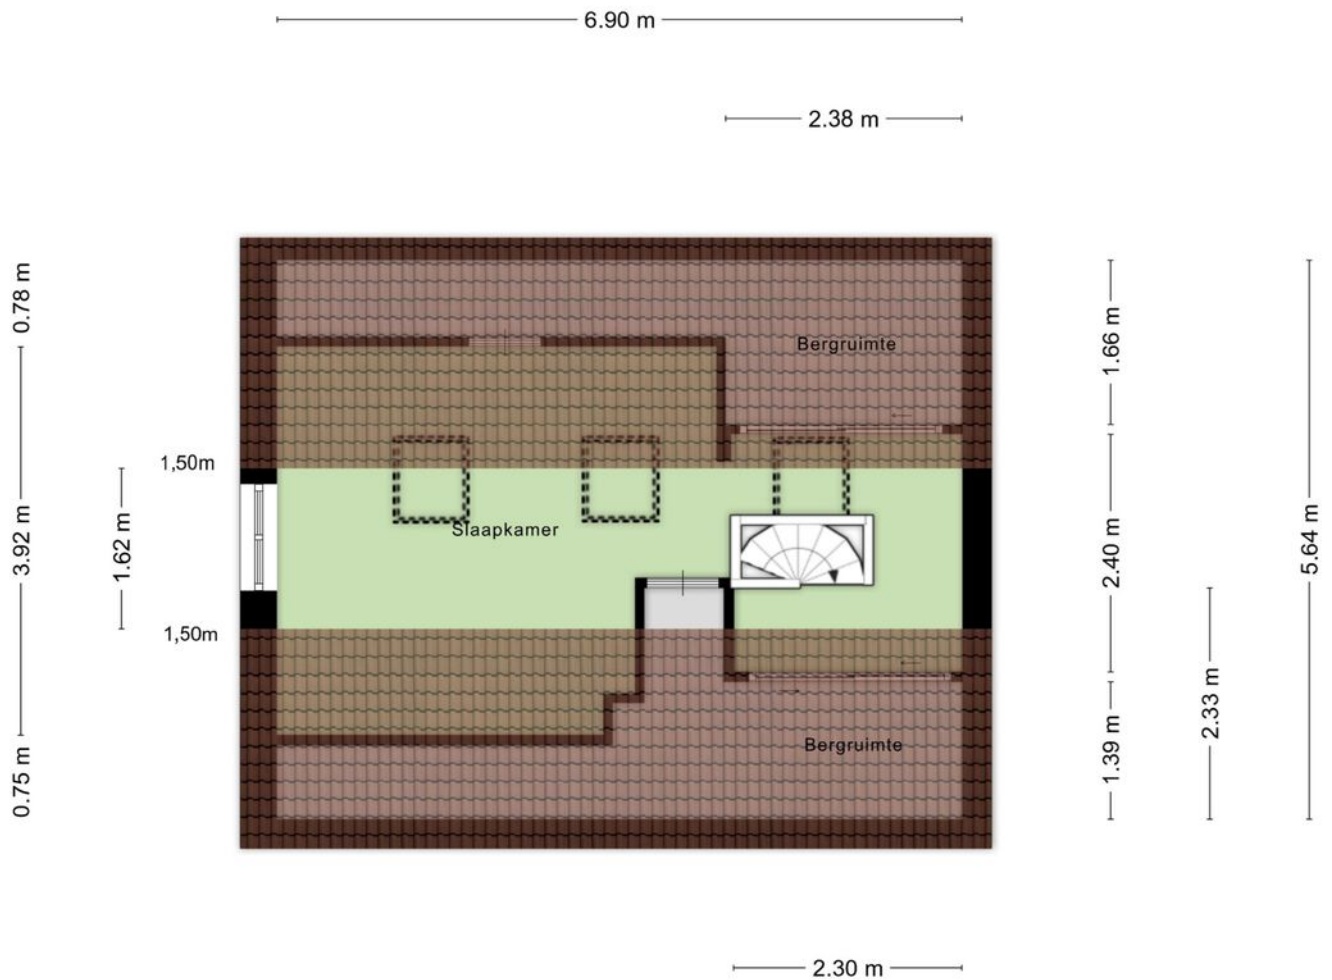 6.90 m
2.38 m
0.78 m
3.92 m
0.75 m
1,50m
1.62 m
1,50m
Bergruimte
Slaapkamer
Bergruimte
1.66 m
2.40 m
1.39 m
2.33 m
5.64 m
2.30 m